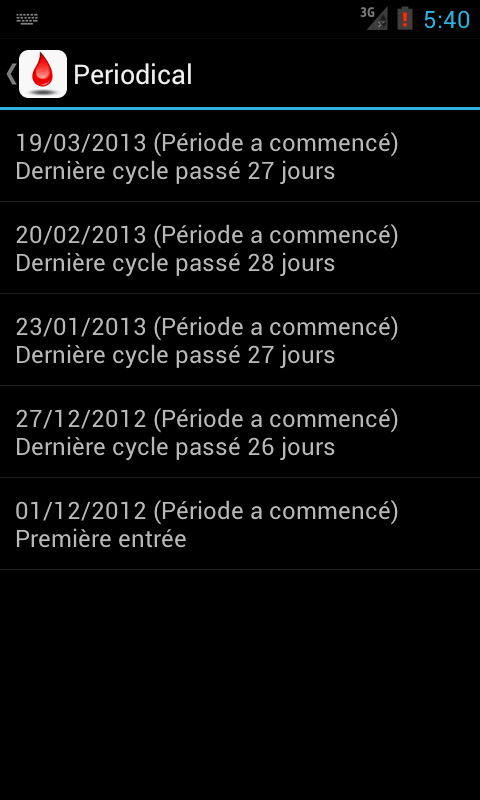 3G
5:40
Periodical
19/03/2013 (Période a commencé)
Dernière cycle passé 27 jours
20/02/2013 (Période a commencé)
Dernière cycle passé 28 jours
23/01/2013 (Période a commencé)
Dernière cycle passé 27 jours
27/12/2012 (Période a commencé)
Dernière cycle passé 26 jours
01/12/2012 (Période a commencé)
Première entrée